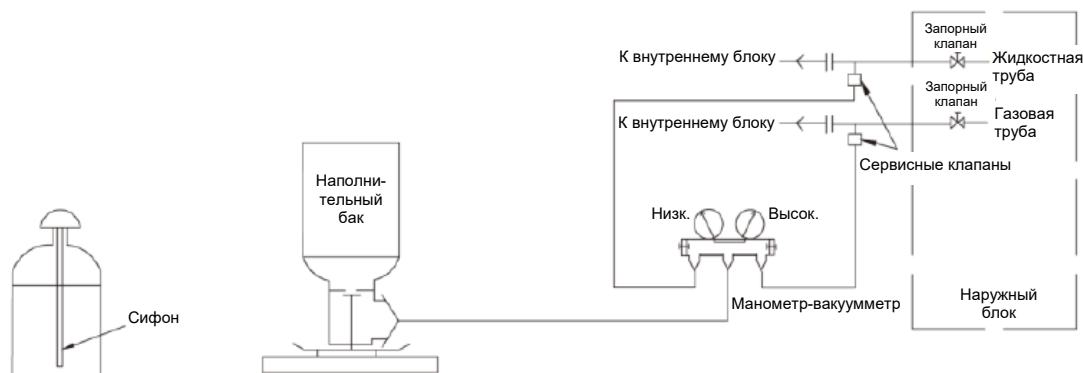 Запорный
клапан
К внутреннему блоку
Жидкостная
труба
Запорный
клапан
К внутреннему блоку
Газовая
труба
Сервисные клапаны
Наполни-
тельный
бак
Низк.
Высок.
Манометр-вакуумметр
Наружный
блок
Сифон